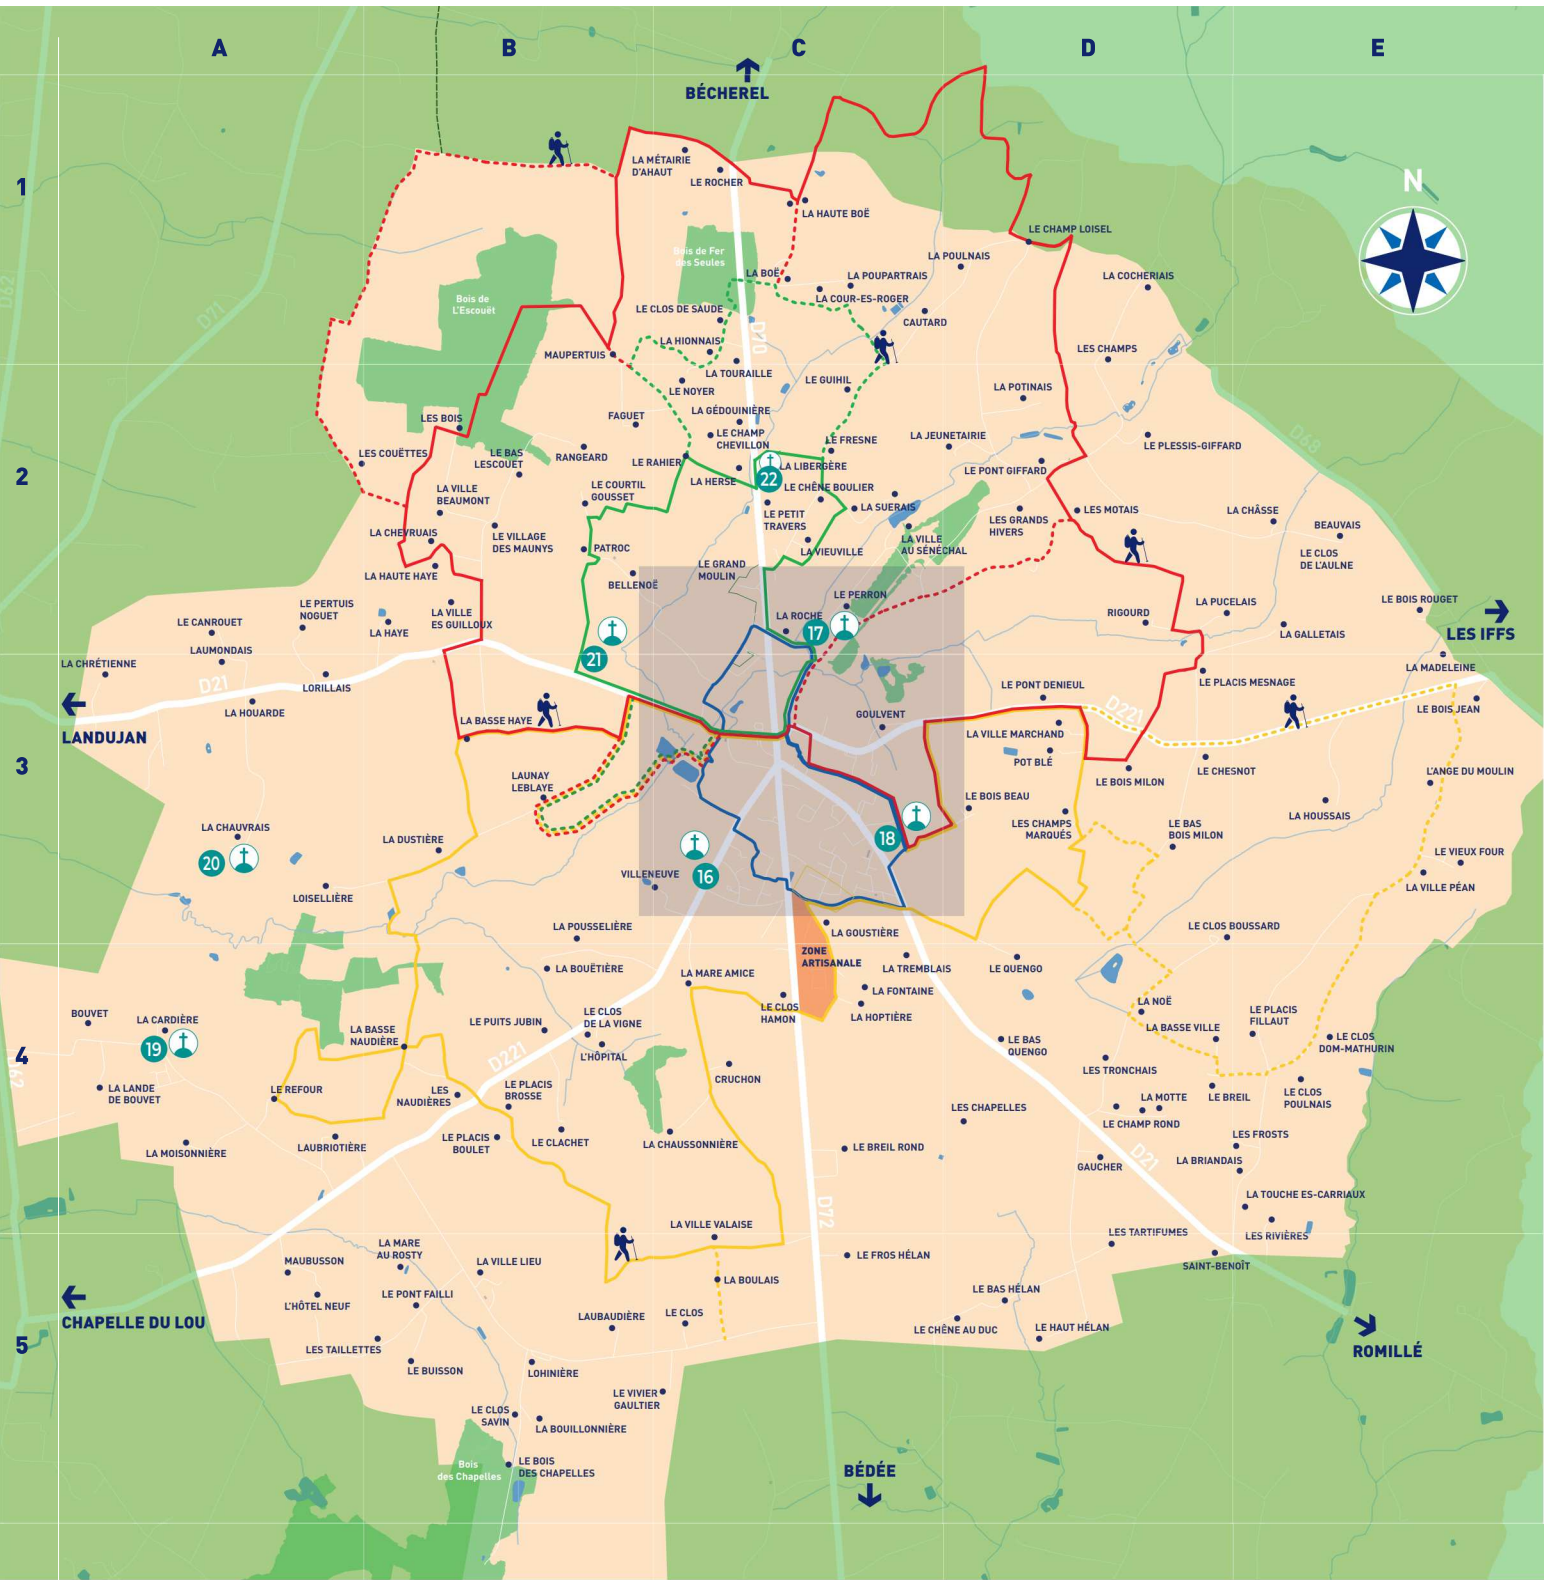 A
B
C
D
E
BÉCHEREL
1
N
LA MÉTAIRIE
D'AHAUT
LE ROCHER
LA HAUTE BOË
LE CHAMP LOISEL
Bois de Fer
des Seules
LA BOË
LA POUPARTRAIS
LA POULNAIS
LA COCHERIAIS
D62
D71
Bois de
L'Escouët
LA COUR-ES-ROGER
LE CLOS DE SAUDE
CAUTARD
D70
LA HIONNAIS
MAUPERTUIS
LES CHAMPS
LA TOURAILLE
LE NOYER
LE GUIHIL
LA POTINAIS
FAGUET
LA GÉDOUINIÈRE
LES BOIS
LE CHAMP
CHEVILLON
LE FRESNE
LA JEUNETAIRIE
LE PLESSIS-GIFFARD
D68
2
LES COUËTTES
LE BAS
LESCOUET
RANGEARD
LE RAHIER
LA LIBERGÈRE
LE PONT GIFFARD
22
LA HERSE
LE CHÊNE BOULIER
LA VILLE
BEAUMONT
LE COURTIL
GOUSSET
LE PETIT
TRAVERS
LA SUERAIS
LES GRANDS
HIVERS
LES MOTAIS
LA CHÂSSE
BEAUVAIS
LA CHEVRUAIS
LE VILLAGE
DES MAUNYS
PATROC
LA VIEUVILLE
LA VILLE
AU SÉNÉCHAL
LE CLOS
DE L'AULNE
LA HAUTE HAYE
BELLENOË
LE GRAND
MOULIN
LE PERRON
LE PERTUIS
NOGUET
LA VILLE
ES GUILLOUX
LA ROCHE
17
RIGOURD
LA PUCELAIS
LE BOIS ROUGET
LE CANROUET
LA HAYE
LA GALLETAIS
LES IFFS
LAUMONDAIS
21
LA CHRÉTIENNE
LA MADELEINE
D21
LORILLAIS
LE PONT DENIEUL
LE PLACIS MESNAGE
LA HOUARDE
LA BASSE HAYE
GOULVENT
D221
LE BOIS JEAN
LANDUJAN
LA VILLE MARCHAND
3
POT BLÉ
LE BOIS MILON
LE CHESNOT
L'ANGE DU MOULIN
LAUNAY
LEBLAYE
LE BOIS BEAU
LES CHAMPS
MARQUÉS
LE BAS
BOIS MILON
LA HOUSSAIS
LA CHAUVRAIS
20
LA DUSTIÈRE
18
LE VIEUX FOUR
VILLENEUVE
16
LA VILLE PÉAN
LOISELLIÈRE
LA POUSSELIÈRE
LA GOUSTIÈRE
LE CLOS BOUSSARD
ZONE
ARTISANALE
LA BOUËTIÈRE
LA MARE AMICE
LA TREMBLAIS
LE QUENGO
LA FONTAINE
LE CLOS
HAMON
LA HOPTIÈRE
LA NOË
BOUVET
LA CARDIÈRE
LE PUITS JUBIN
LE CLOS
DE LA VIGNE
LA BASSE VILLE
LE PLACIS
FILLAUT
4
19
LA BASSE
NAUDIÈRE
L'HÔPITAL
LE BAS
QUENGO
LE CLOS
DOM-MATHURIN
D62
D221
LES TRONCHAIS
CRUCHON
LA LANDE
DE BOUVET
LE REFOUR
LES
NAUDIÈRES
LE PLACIS
BROSSE
LE BREIL
LE CLOS
POULNAIS
LA MOTTE
LES CHAPELLES
LE CHAMP ROND
LE PLACIS
BOULET
LE CLACHET
LA CHAUSSONNIÈRE
LES FROSTS
LA MOISONNIÈRE
LAUBRIOTIÈRE
LE BREIL ROND
GAUCHER
D21
LA BRIANDAIS
D72
LA TOUCHE ES-CARRIAUX
LA VILLE VALAISE
LES TARTIFUMES
LES RIVIÈRES
MAUBUSSON
LA MARE
AU ROSTY
LA VILLE LIEU
LE FROS HÉLAN
SAINT-BENOÎT
LA BOULAIS
L'HÔTEL NEUF
LE PONT FAILLI
LE BAS HÉLAN
CHAPELLE DU LOU
LAUBAUDIÈRE
LE CLOS
LE CHÊNE AU DUC
LE HAUT HÉLAN
5
LES TAILLETTES
ROMILLÉ
LE BUISSON
LOHINIÈRE
LE VIVIER
GAULTIER
LE CLOS
SAVIN
LA BOUILLONNIÈRE
Bois
des Chapelles
LE BOIS
DES CHAPELLES
BÉDÉE